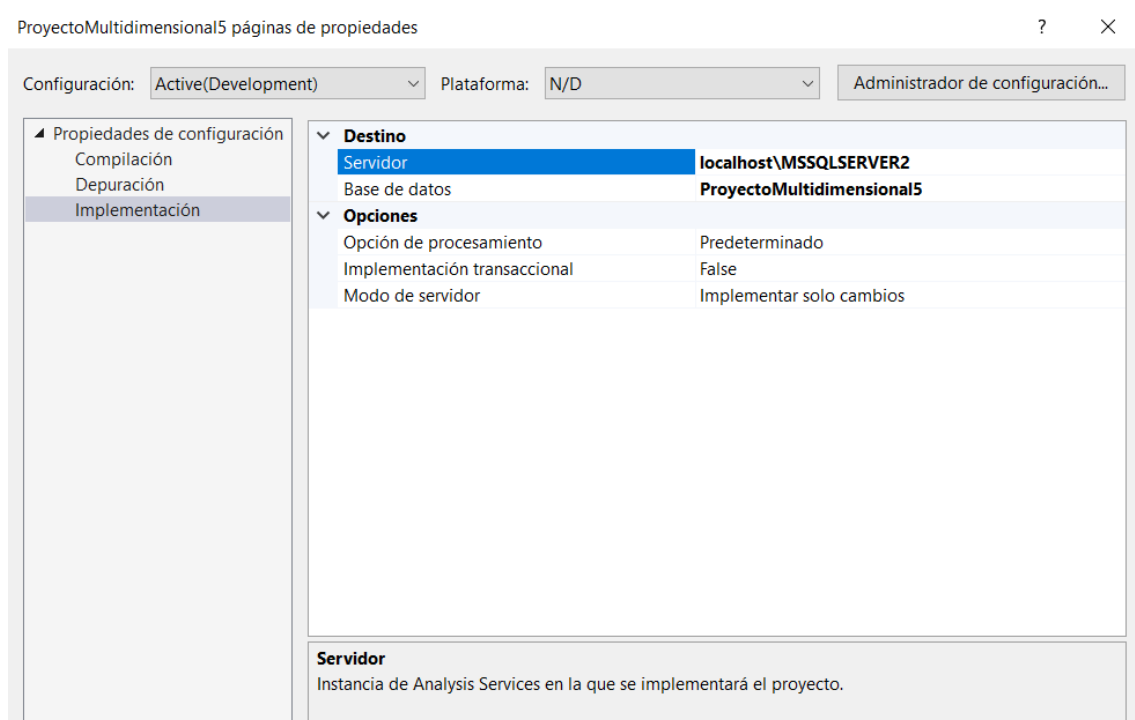 ProyectoMultidimensional5 páginas de propiedades ?
Configuración: Active(Development) Plataforma: N/D Administrador de configuración...
Propiedades de configuración
Compilación
Depuración
Implementación
Destino
Servidor localhost\MSSQLSERVER2
Base de datos ProyectoMultidimensional5
Opciones
Opción de procesamiento Predeterminado
Implementación transaccional False
Modo de servidor Implementar solo cambios
Servidor
Instancia de Analysis Services en la que se implementará el proyecto.